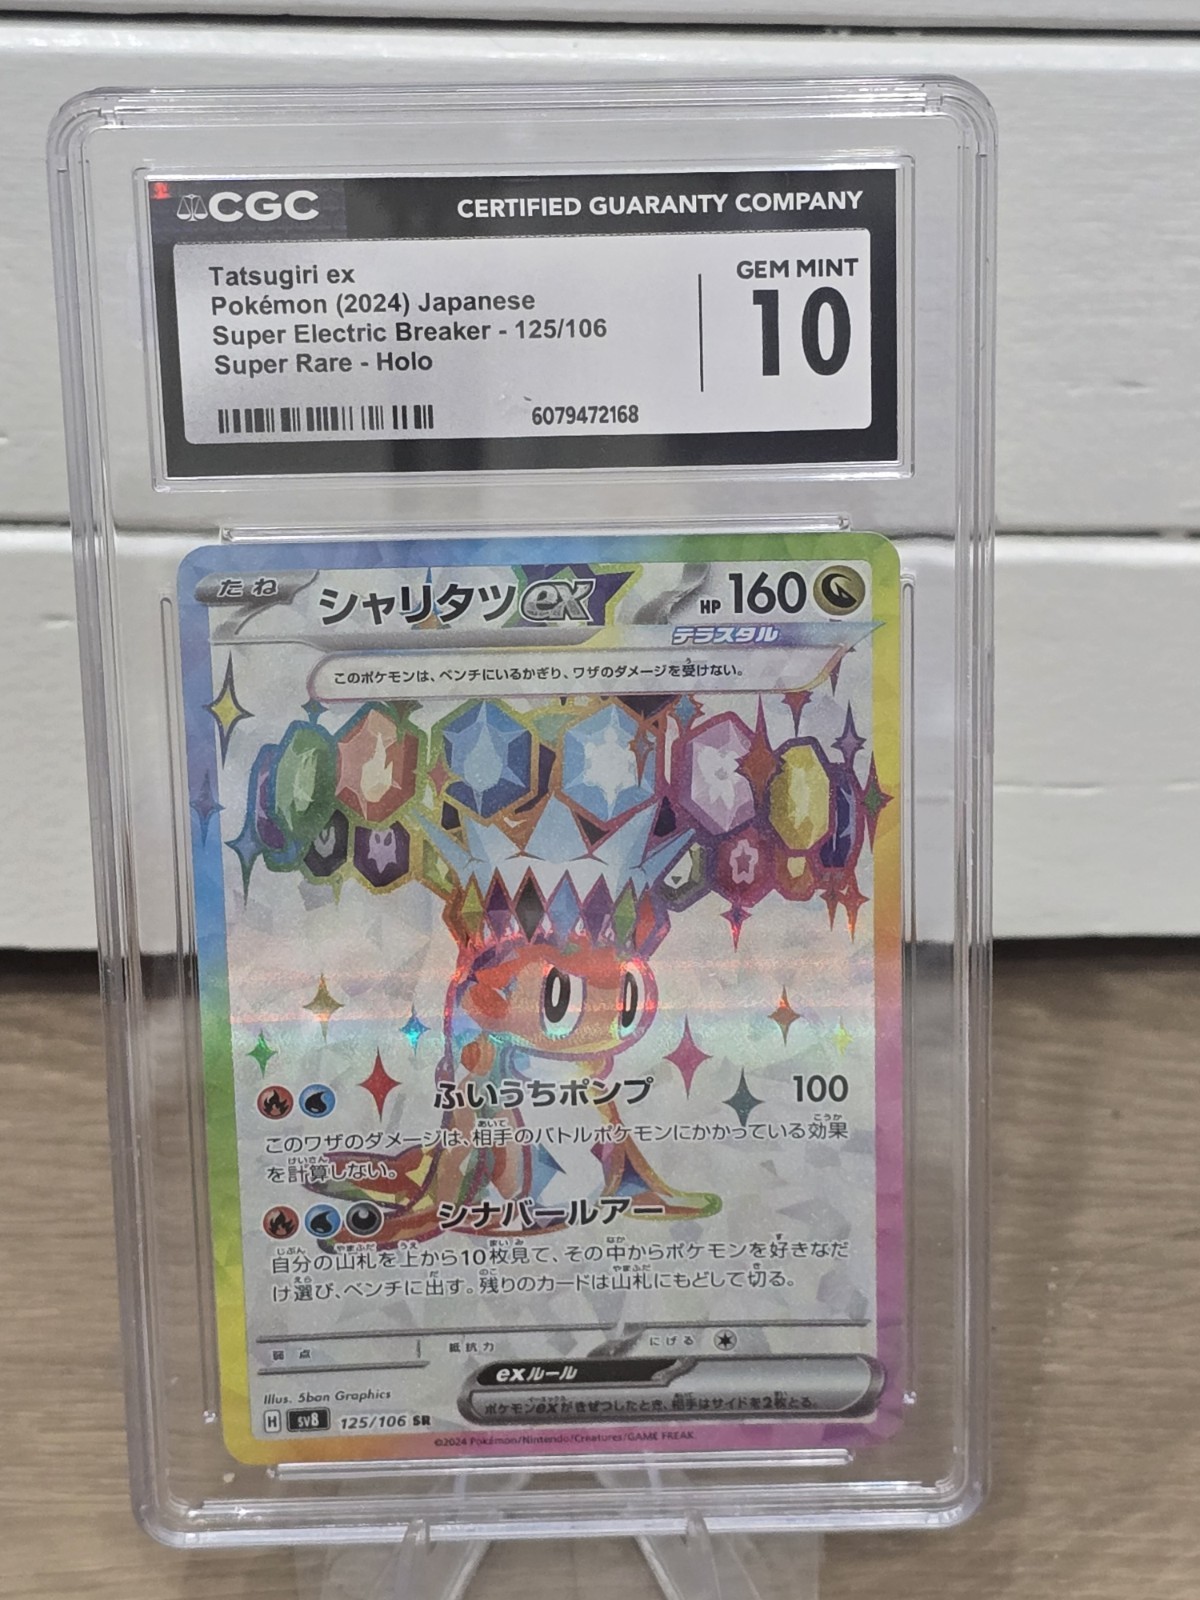 CGC
CERTIFIED GUARANTY COMPANY
Tatsugiri ex
Pokémon (2024) Japanese
Super Electric Breaker - 125/106
Super Rare - Holo
GEM MINT
10
6079472168
たね
シャリタツex
HP 160
テラスタル
このポケモンは、ベンチにいるかぎり、ワザのダメージを受けない。
ふいうちポンプ 100
このワザのダメージは、相手のバトルポケモンにかかっている効果
を計算しない。
シナバールアー
自分の山札を上から10枚見て、その中からポケモンを好きなだ
け選び、ベンチに出す。残りのカードは山札にもどして切る。
弱点 抵抗力 にげる
exルール
ポケモンexがきぜつしたとき、相手はサイドを2枚とる。
Illus. 5ban Graphics
H SV8 125/106 SR
©2024 Pokémon/Nintendo/Creatures/GAME FREAK.